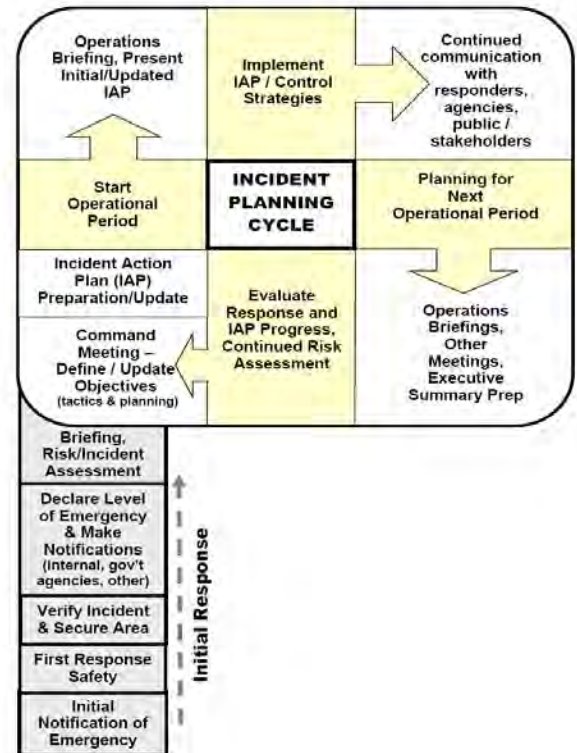 Operations
Briefing, Present
Initial/Updated
IAP
Implement
IAP / Control
Strategies
Continued
communication
with
responders,
agencies,
public /
stakeholders
Start
Operational
Period
INCIDENT
PLANNING
CYCLE
Planning for
Next
Operational Period
Incident Action
Plan (IAP)
Preparation/Update
Command
Meeting –
Define / Update
Objectives
(tactics & planning)
Evaluate
Response and
IAP Progress,
Continued Risk
Assessment
Operations
Briefings,
Other
Meetings,
Executive
Summary Prep
Briefing,
Risk/Incident
Assessment
Declare Level
of Emergency
& Make
Notifications
(internal, gov't
agencies, other)
Verify Incident
& Secure Area
First Response
Safety
Initial
Notification of
Emergency
Initial Response